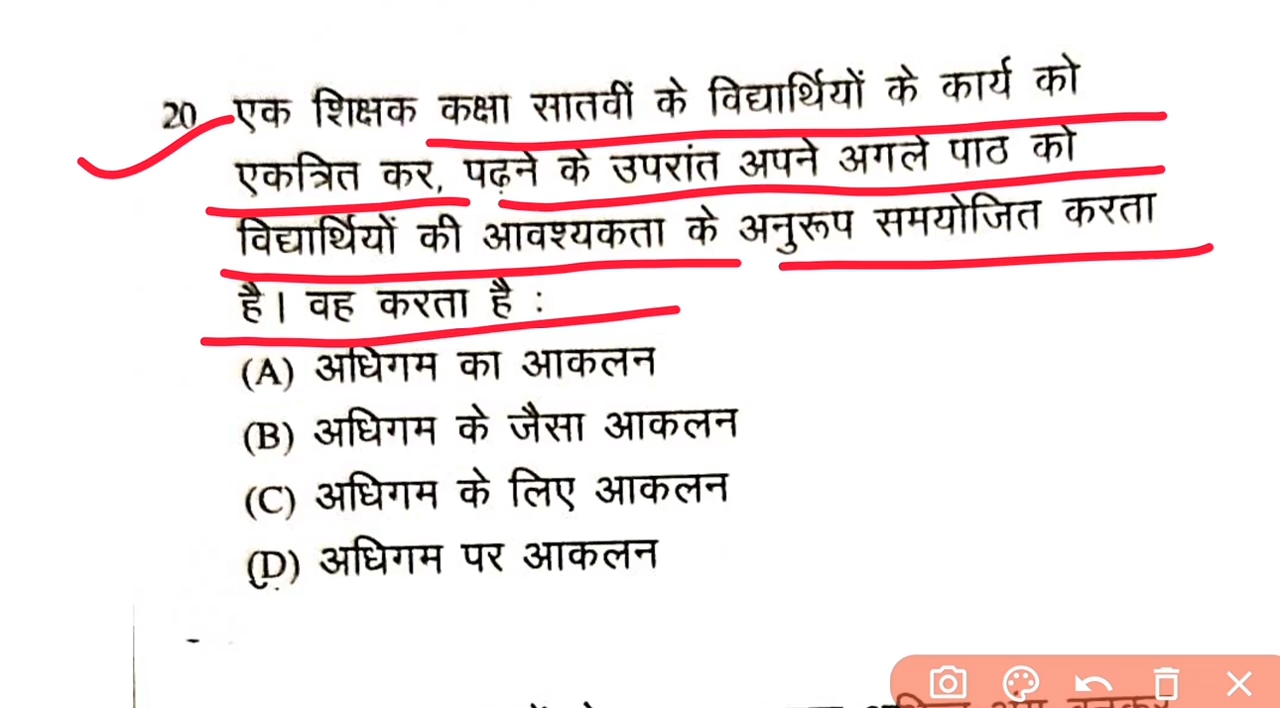 20 एक शिक्षक कक्षा सातवीं के विद्यार्थियों के कार्य को
एकत्रित कर, पढ़ने के उपरांत अपने अगले पाठ को
विद्यार्थियों की आवश्यकता के अनुरूप समयोजित करता
है। वह करता है :
(A) अधिगम का आकलन
(B) अधिगम के जैसा आकलन
(C) अधिगम के लिए आकलन
(D) अधिगम पर आकलन